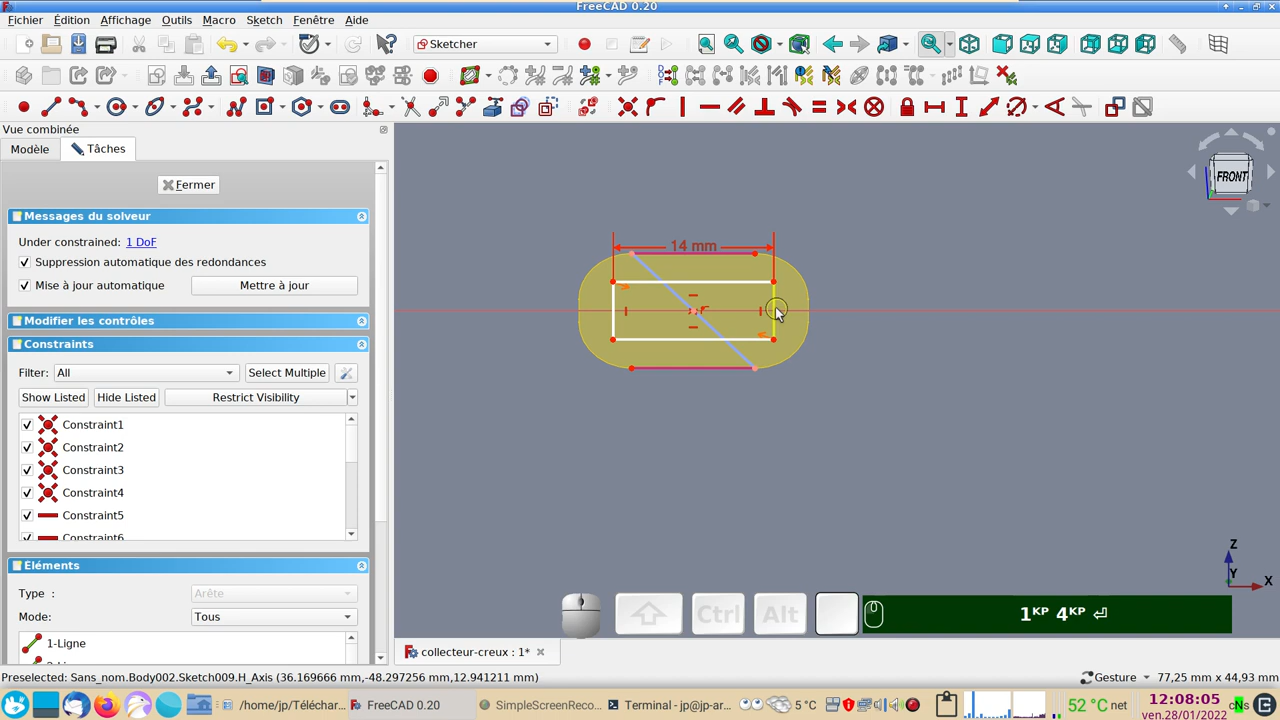 FreeCAD 0.20
Fichier Édition Affichage Outils Macro Sketch Fenêtre Aide
Sketcher
Vue combinée
Modèle Tâches
Fermer
Messages du solveur
Under constrained: 1 DoF
Suppression automatique des redondances
Mise à jour automatique Mettre à jour
Modifier les contrôles
Constraints
Filter: All Select Multiple
Show Listed Hide Listed Restrict Visibility
Constraint1
Constraint2
Constraint3
Constraint4
Constraint5
Constraint6
Eléments
Type : Arête
Mode: Tous
1-Ligne
14 mm
FRONT
Z
Y
X
Ctrl Alt 1ᴷᴾ 4ᴷᴾ ⏎
collecteur-creux : 1*
Preselected: Sans_nom.Body002.Sketch009.H_Axis (36.169666 mm,-48.297256 mm,12.941211 mm) Gesture 77,25 mm x 44,93 mm
/home/jp/Téléchar... FreeCAD 0.20 SimpleScreenReco... Terminal - jp@jp-ar... 5 °C 52 °C net 12:08:05
ven.28/01/2022